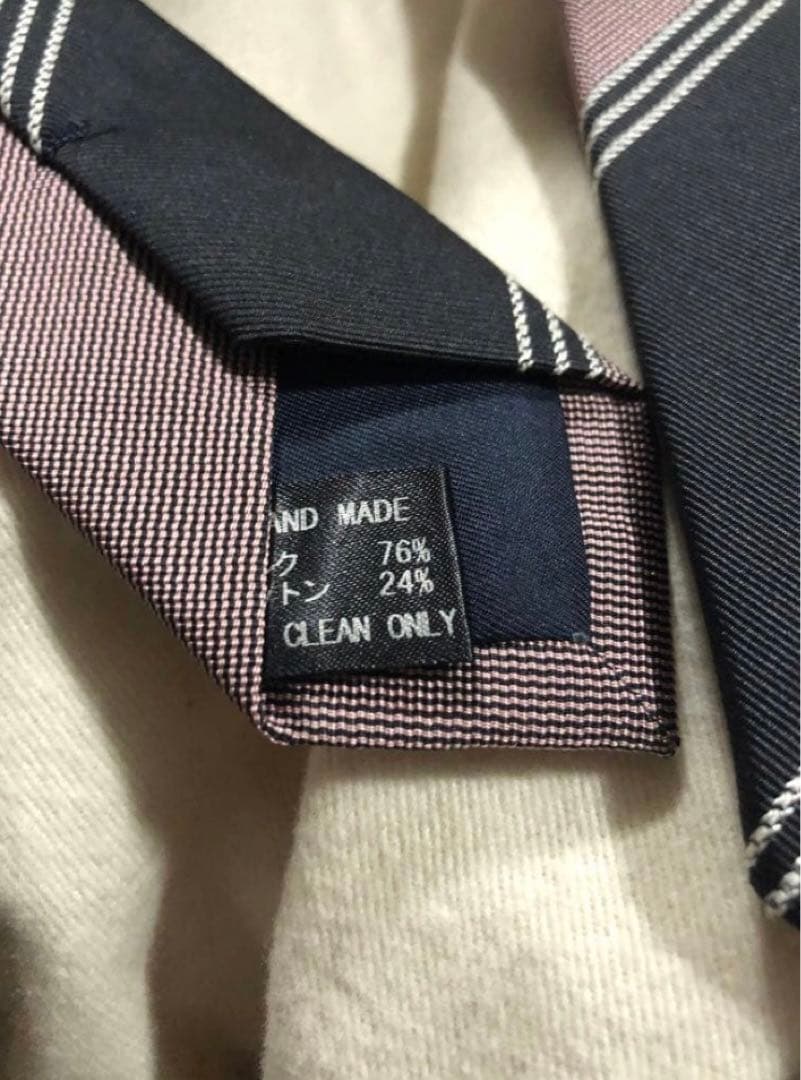 AND MADE
ク 76%
トン 24%
CLEAN ONLY